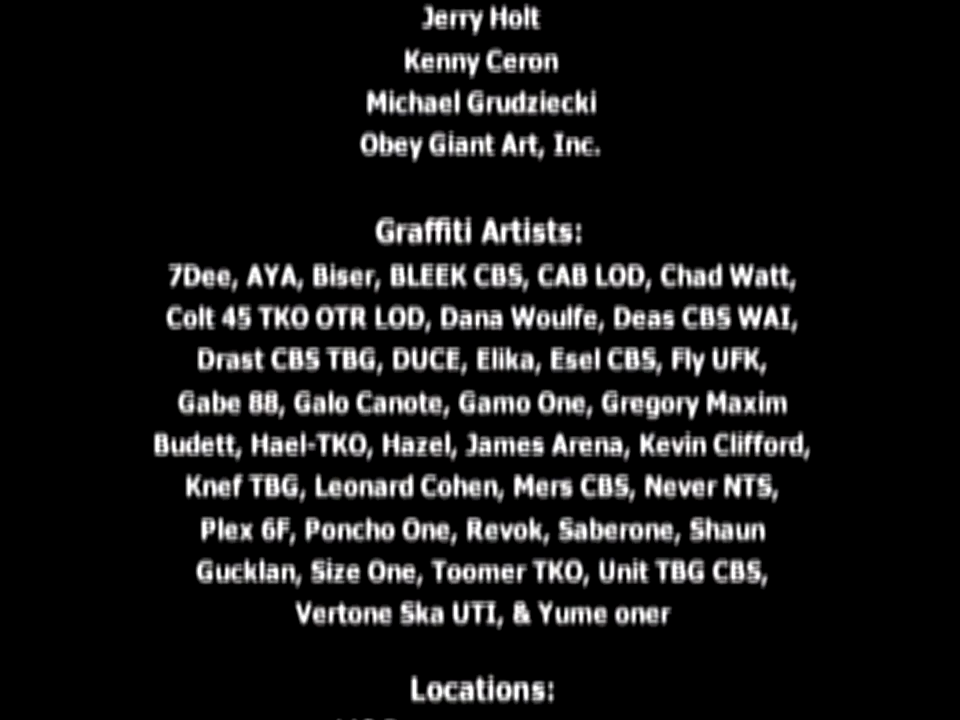 Jerry Holt
Kenny Ceron
Michael Grudziecki
Obey Giant Art, Inc.
Graffiti Artists:
7Dee, AYA, Biser, BLEEK CBS, CAB LOD, Chad Watt,
Colt 45 TKO OTR LOD, Dana Woulfe, Deas CBS WAI,
Drast CBS TBG, DUCE, Elika, Esel CBS, Fly UFK,
Gabe 88, Galo Canote, Gamo One, Gregory Maxim
Budett, Hael-TKO, Hazel, James Arena, Kevin Clifford,
Knef TBG, Leonard Cohen, Mers CBS, Never NTS,
Plex 6F, Poncho One, Revok, Saberone, Shaun
Gucklan, Size One, Toomer TKO, Unit TBG CBS,
Vertone Ska UTI, & Yume oner
Locations: